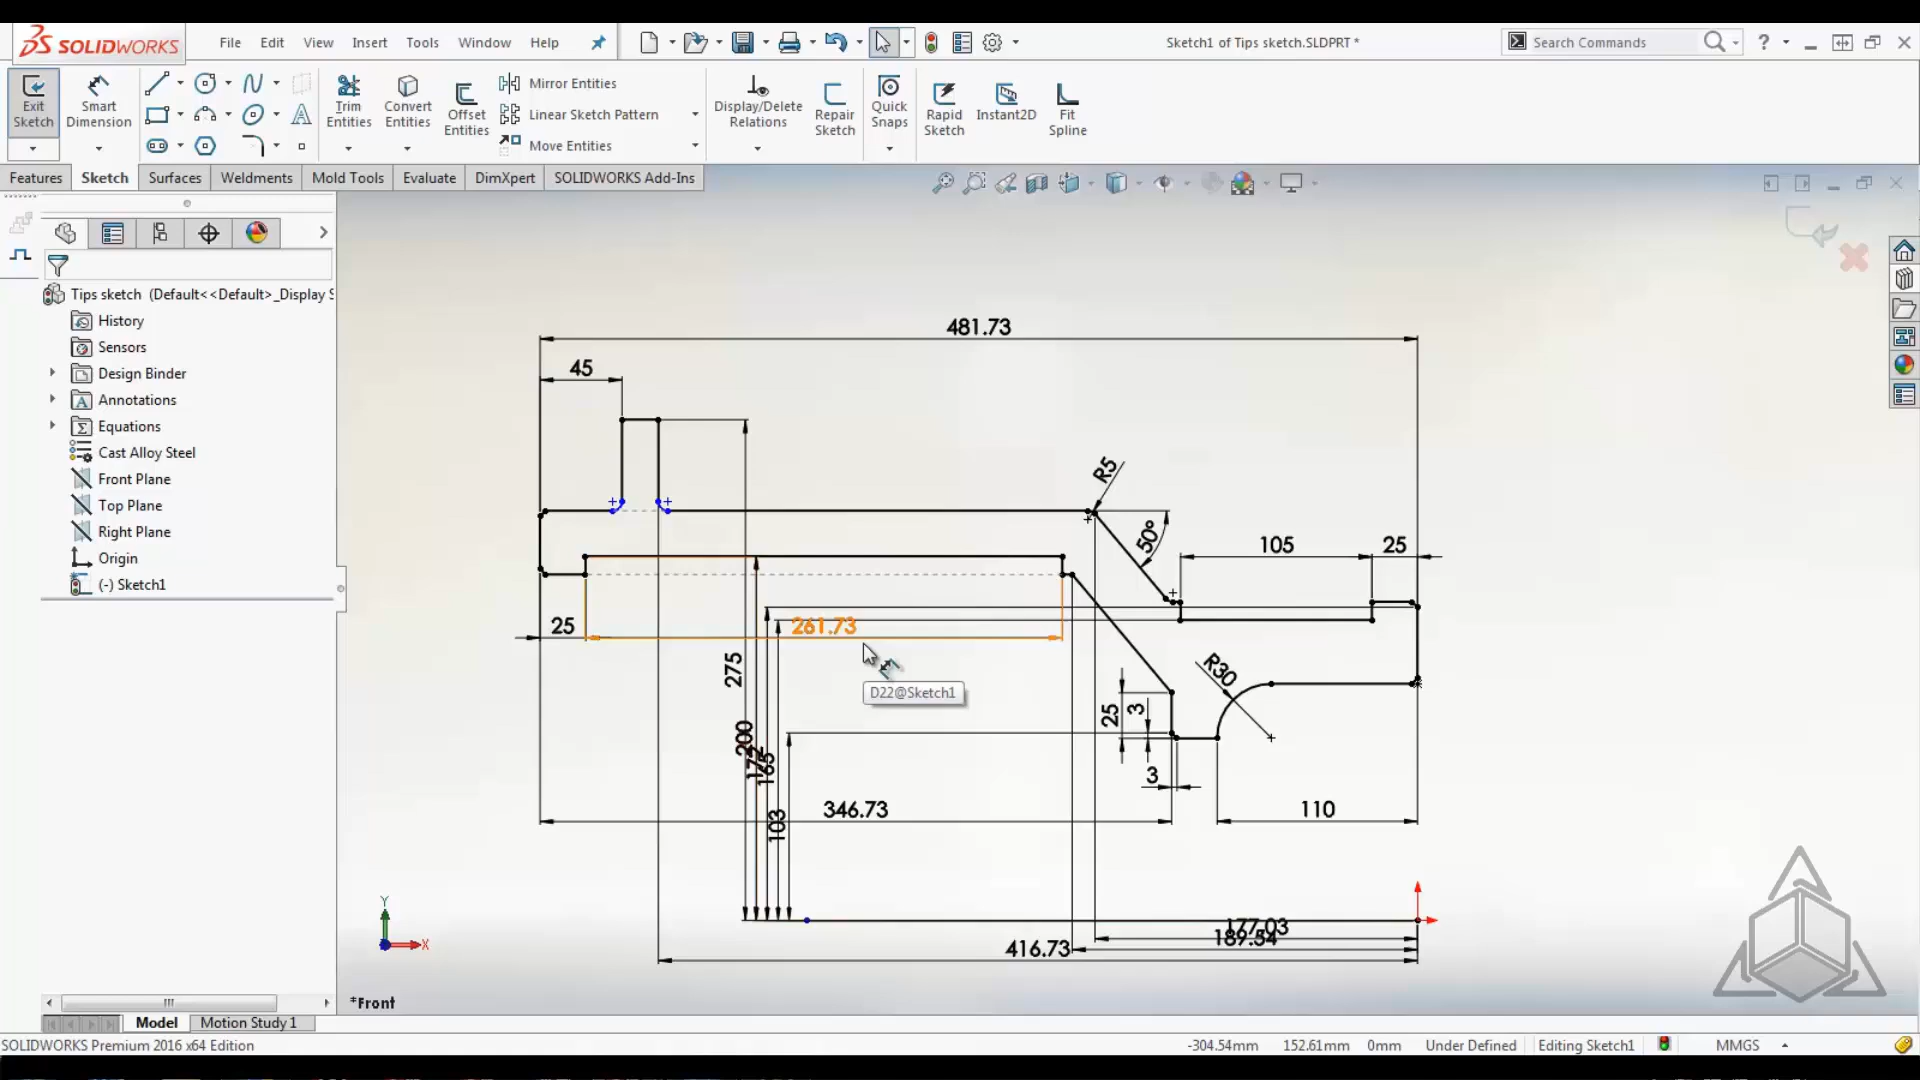 SOLIDWORKS
File Edit View Insert Tools Window Help
Sketch1 of Tips sketch.SLDPRT *
Search Commands
?
Exit Sketch
Smart Dimension
Trim Entities
Convert Entities
Offset Entities
Mirror Entities
Linear Sketch Pattern
Move Entities
Display/Delete Relations
Repair Sketch
Quick Snaps
Rapid Sketch
Instant2D
Fit Spline
Features Sketch Surfaces Weldments Mold Tools Evaluate DimXpert SOLIDWORKS Add-Ins
Tips sketch (Default<<Default>_Display S
History
Sensors
Design Binder
Annotations
Equations
Cast Alloy Steel
Front Plane
Top Plane
Right Plane
Origin
(-) Sketch1
481.73
45
R5
50°
105
25
25
261.73
275
R30
D22@Sketch1
25
3
200
172
165
3
346.73
103
110
177.03
189.54
416.73
Y
X
*Front
Model Motion Study 1
SOLIDWORKS Premium 2016 x64 Edition
-304.54mm 152.61mm 0mm Under Defined Editing Sketch1 MMGS